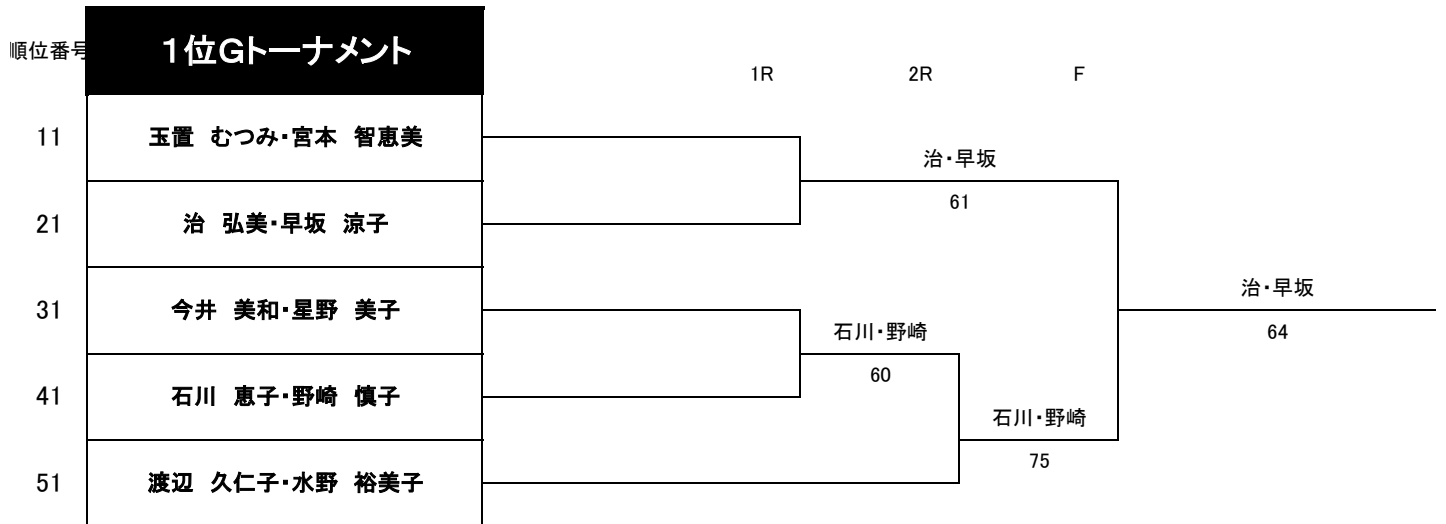 順位番号
1位Gトーナメント
1R 2R F
11 玉置 むつみ・宮本 智恵美
治・早坂
61
21 治 弘美・早坂 涼子
31 今井 美和・星野 美子
治・早坂
64
石川・野崎
60
41 石川 恵子・野崎 慎子
石川・野崎
75
51 渡辺 久仁子・水野 裕美子